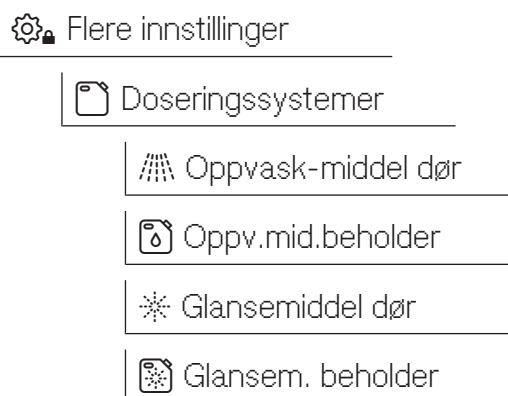 Flere innstillinger
Doseringssystemer
Oppvask-middel dør
Oppv.mid.beholder
Glansemiddel dør
Glansem. beholder